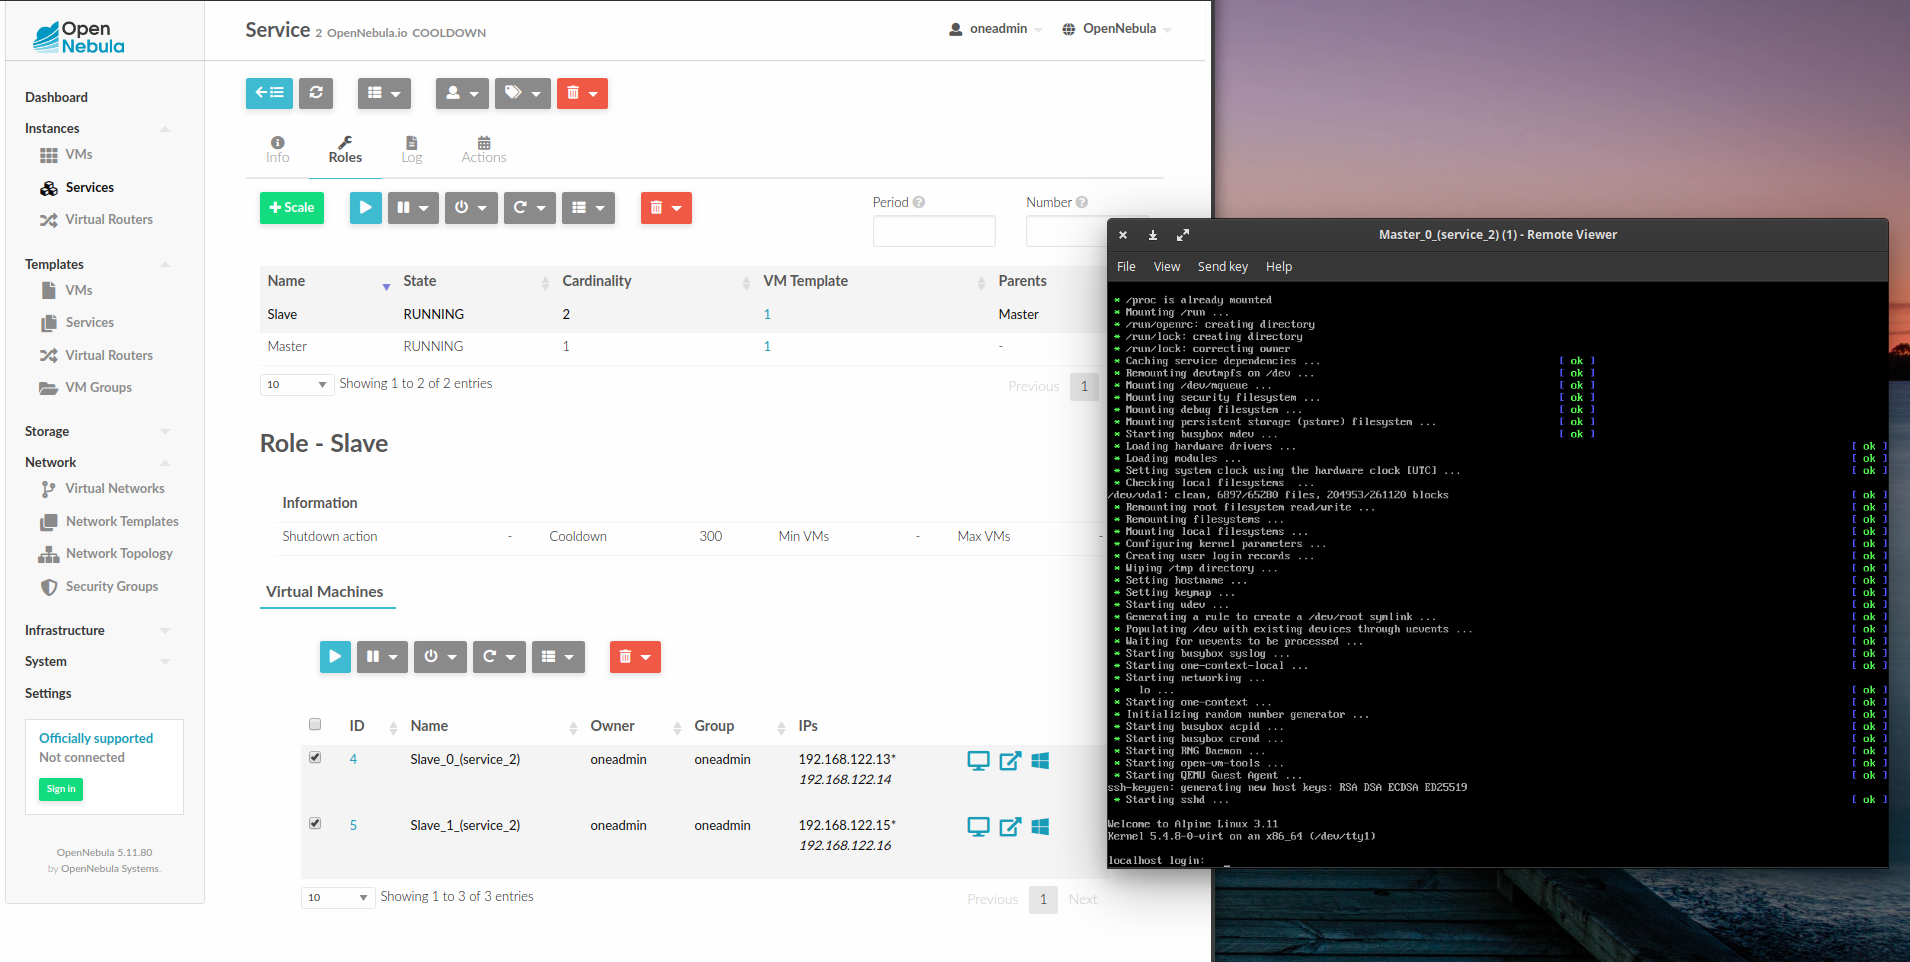 Open
Nebula
Service 2 OpenNebula.io COOLDOWN
oneadmin
OpenNebula
Dashboard
Instances
VMs
Services
Virtual Routers
Templates
VMs
Services
Virtual Routers
VM Groups
Storage
Network
Virtual Networks
Network Templates
Network Topology
Security Groups
Infrastructure
System
Settings
Officially supported
Not connected
Sign in
OpenNebula 5.11.80
by OpenNebula Systems.
Info
Roles
Log
Actions
Scale
Period
Number
Name State Cardinality VM Template Parents
Slave RUNNING 2 1 Master
Master RUNNING 1 1 -
10 Showing 1 to 2 of 2 entries
Previous 1
Role - Slave
Information
Shutdown action - Cooldown 300 Min VMs - Max VMs -
Virtual Machines
ID Name Owner Group IPs
4 Slave_0_(service_2) oneadmin oneadmin 192.168.122.13*
192.168.122.14
5 Slave_1_(service_2) oneadmin oneadmin 192.168.122.15*
192.168.122.16
10 Showing 1 to 3 of 3 entries
Previous 1 Next
Master_0_(service_2) (1) - Remote Viewer
File View Send key Help
* /proc is already mounted
* Mounting /run ...
* /run/openrc: creating directory
* /run/lock: creating directory
* /run/lock: correcting owner
* Caching service dependencies ... [ ok ]
* Remounting devtmpfs on /dev ... [ ok ]
* Mounting /dev/mqueue ... [ ok ]
* Mounting security filesystem ... [ ok ]
* Mounting debug filesystem ... [ ok ]
* Mounting persistent storage (pstore) filesystem ... [ ok ]
* Starting busybox mdev ... [ ok ]
* Loading hardware drivers ... [ ok ]
* Loading modules ... [ ok ]
* Setting system clock using the hardware clock [UTC] ... [ ok ]
* Checking local filesystems ...
/dev/vda1: clean, 6897/65280 files, 204953/261120 blocks [ ok ]
* Remounting root filesystem read/write ... [ ok ]
* Remounting filesystems ... [ ok ]
* Mounting local filesystems ... [ ok ]
* Configuring kernel parameters ... [ ok ]
* Creating user login records ... [ ok ]
* Wiping /tmp directory ... [ ok ]
* Setting hostname ... [ ok ]
* Setting keymap ... [ ok ]
* Starting udev ... [ ok ]
* Generating a rule to create a /dev/root symlink ... [ ok ]
* Populating /dev with existing devices through uevents ... [ ok ]
* Waiting for uevents to be processed ... [ ok ]
* Starting busybox syslog ... [ ok ]
* Starting one-context-local ... [ ok ]
* Starting networking ...
* lo ... [ ok ]
* Starting one-context ... [ ok ]
* Initializing random number generator ... [ ok ]
* Starting busybox acpid ... [ ok ]
* Starting busybox crond ... [ ok ]
* Starting RNG Daemon ... [ ok ]
* Starting open-vm-tools ... [ ok ]
* Starting QEMU Guest Agent ... [ ok ]
ssh-keygen: generating new host keys: RSA DSA ECDSA ED25519
* Starting sshd ... [ ok ]
Welcome to Alpine Linux 3.11
Kernel 5.4.8-0-virt on an x86_64 (/dev/tty1)
localhost login: _